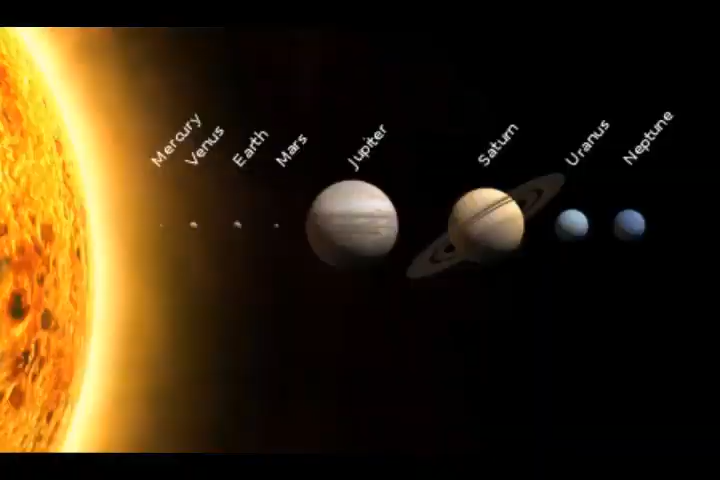 Mercury
Venus
Earth
Mars
Jupiter
Saturn
Uranus
Neptune